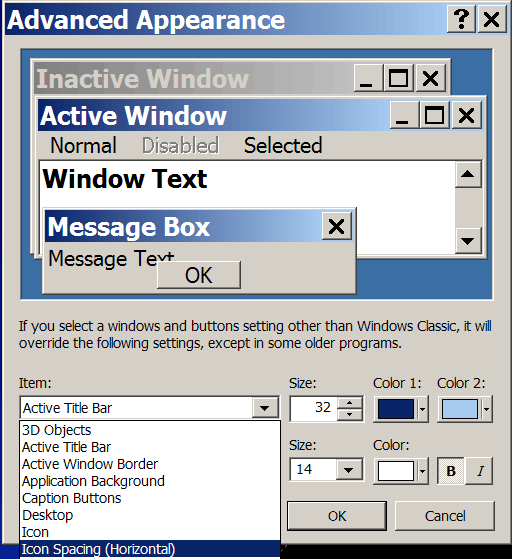 Advanced Appearance
Inactive Window
Active Window
Normal Disabled Selected
Window Text
Message Box
Message Text
OK
If you select a windows and buttons setting other than Windows Classic, it will
override the following settings, except in some older programs.
Item: Size: Color 1: Color 2:
Active Title Bar 32
3D Objects
Active Title Bar
Active Window Border
Application Background
Caption Buttons
Desktop
Icon
Icon Spacing (Horizontal)
Size: Color:
14 B I
OK Cancel